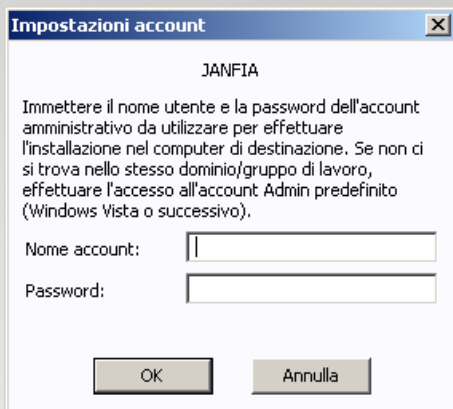 Impostazioni account
JANFIA
Immettere il nome utente e la password dell'account
amministrativo da utilizzare per effettuare
l'installazione nel computer di destinazione. Se non ci
si trova nello stesso dominio/gruppo di lavoro,
effettuare l'accesso all'account Admin predefinito
(Windows Vista o successivo).
Nome account:
Password:
OK
Annulla